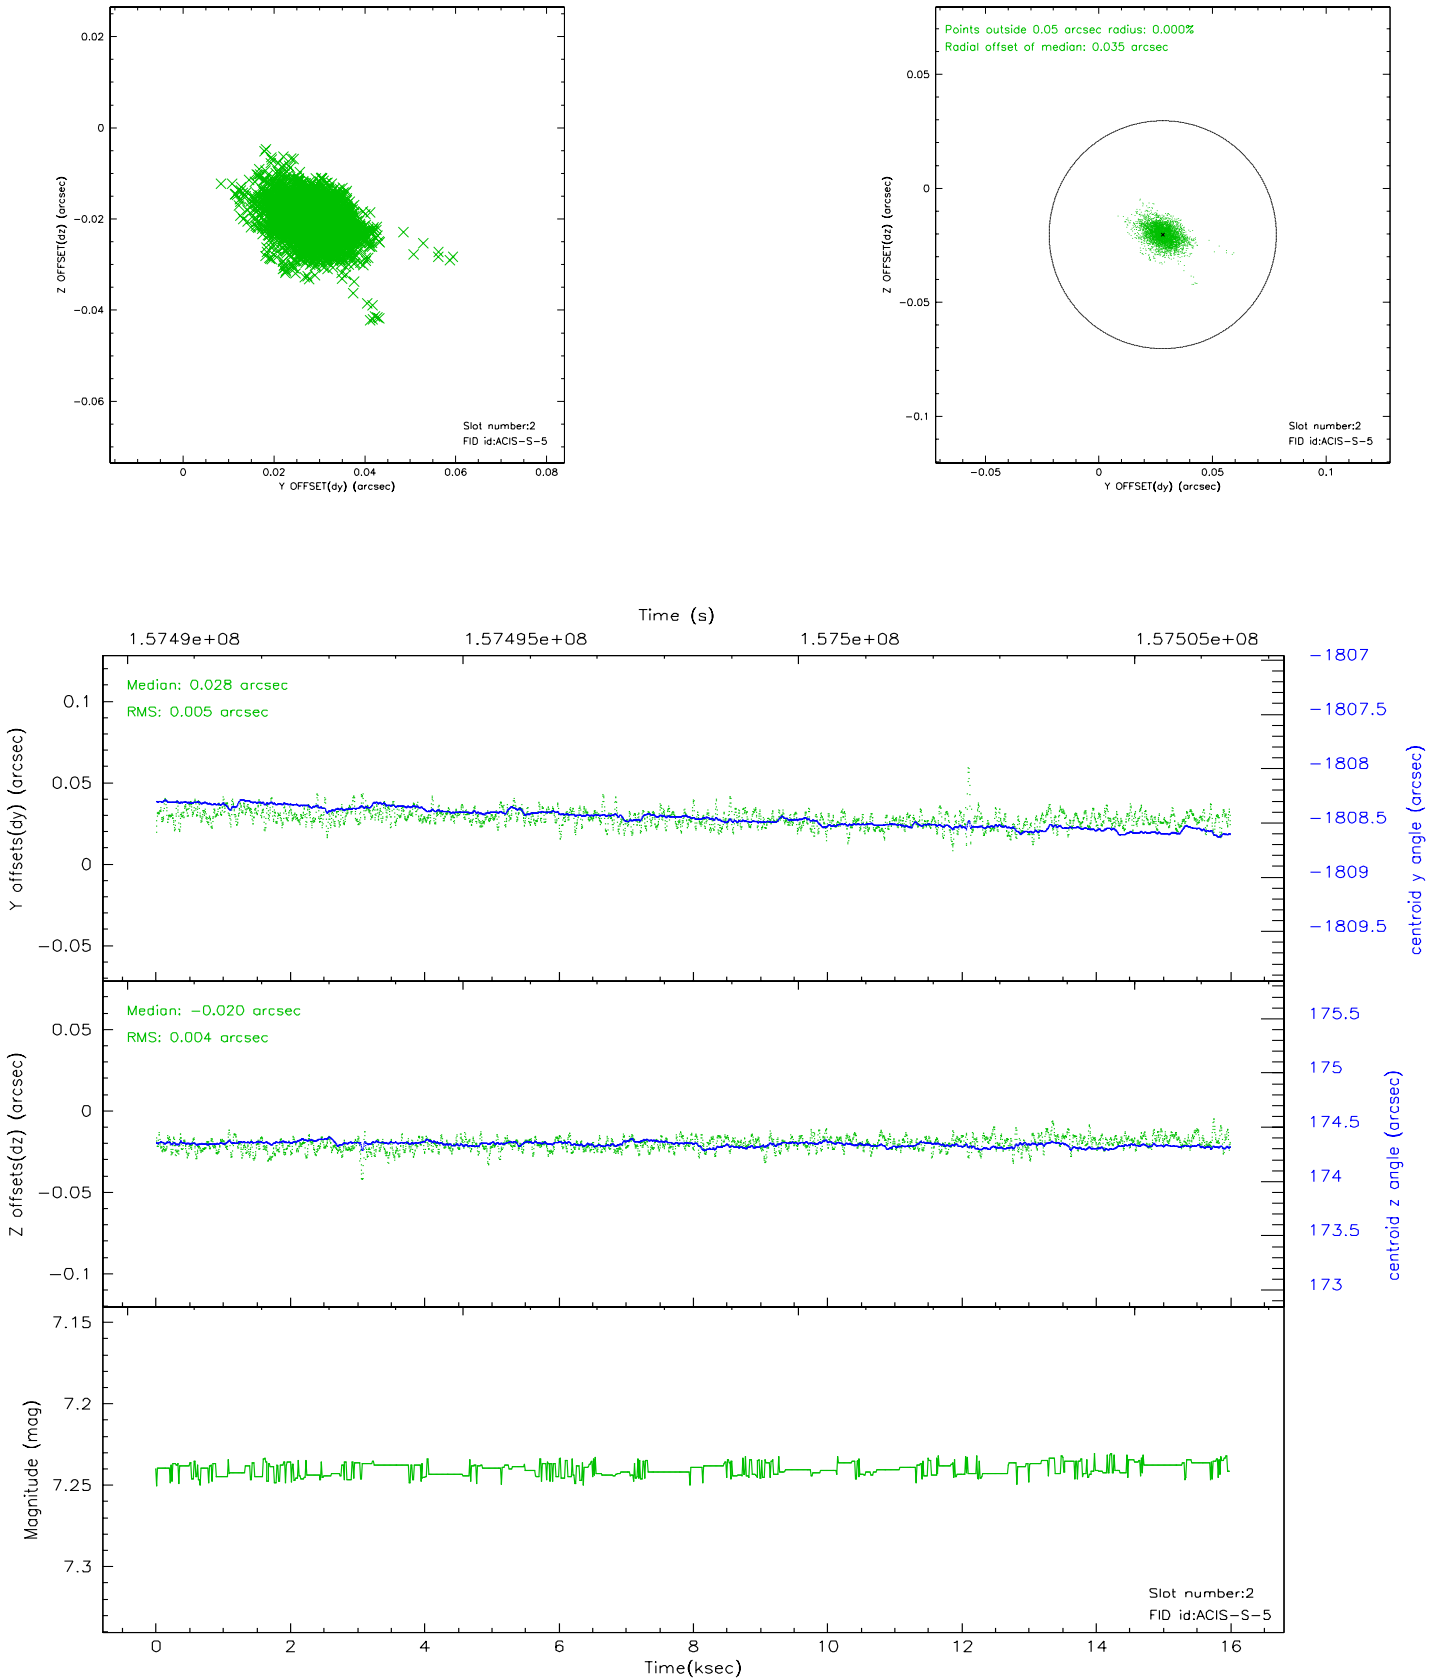 0.02
0
−0.02
−0.04
−0.06
Z OFFSET(dz) (arcsec)
Slot number:2
FID id:ACIS−S−5
0
0.02
0.04
0.06
0.08
Y OFFSET(dy) (arcsec)
Points outside 0.05 arcsec radius: 0.000%
Radial offset of median: 0.035 arcsec
0.05
0
−0.05
−0.1
Z OFFSET(dz) (arcsec)
Slot number:2
FID id:ACIS−S−5
−0.05
0
0.05
0.1
Y OFFSET(dy) (arcsec)
Time (s)
1.5749e+08
1.57495e+08
1.575e+08
1.57505e+08
Median: 0.028 arcsec
RMS: 0.005 arcsec
0.1
0.05
0
−0.05
Y offsets(dy) (arcsec)
−1807
−1807.5
−1808
−1808.5
−1809
−1809.5
centroid y angle (arcsec)
Median: −0.020 arcsec
RMS: 0.004 arcsec
0.05
0
−0.05
−0.1
Z offsets(dz) (arcsec)
175.5
175
174.5
174
173.5
173
centroid z angle (arcsec)
7.15
7.2
7.25
7.3
Magnitude (mag)
Slot number:2
FID id:ACIS−S−5
0
2
4
6
8
10
12
14
16
Time(ksec)